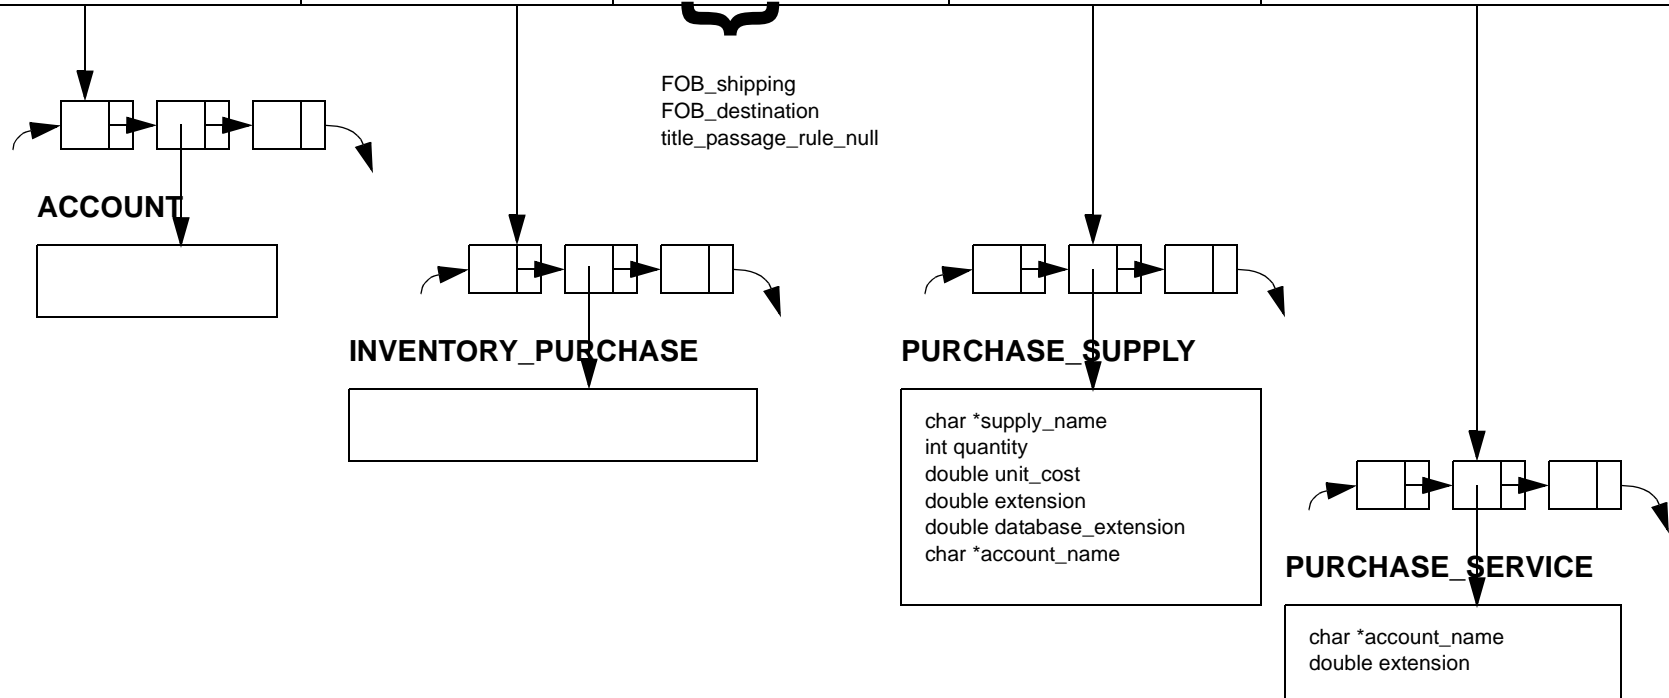 FOB_shipping
FOB_destination
title_passage_rule_null
ACCOUNT
INVENTORY_PURCHASE
PURCHASE_SUPPLY
char *supply_name
int quantity
double unit_cost
double extension
double database_extension
char *account_name
PURCHASE_SERVICE
char *account_name
double extension